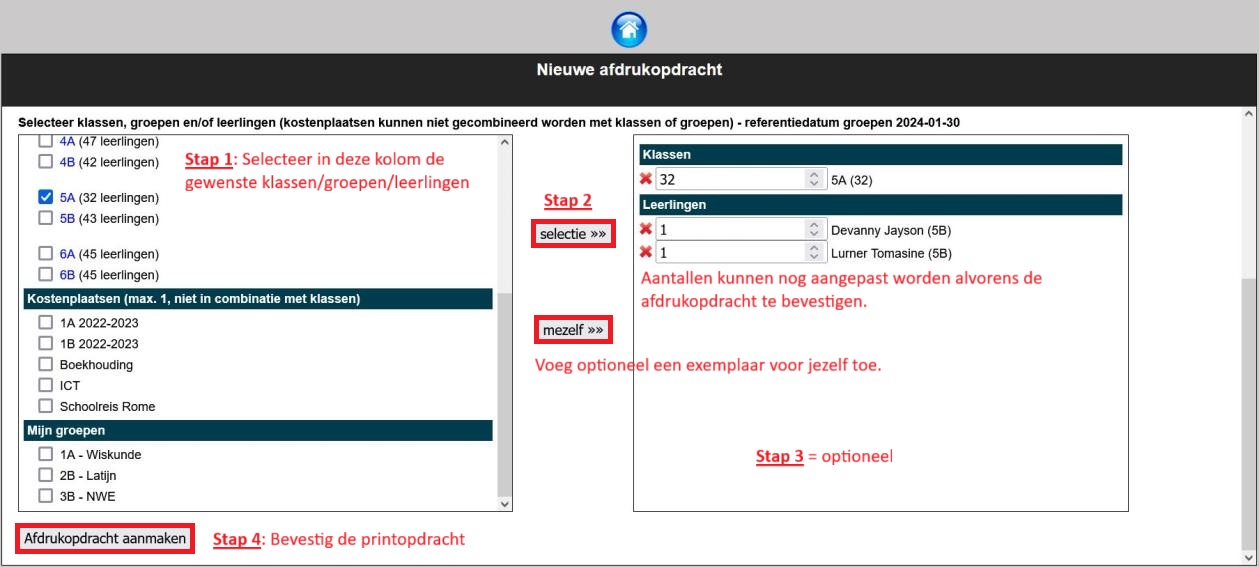 Nieuwe afdrukopdracht
Selecteer klassen, groepen en/of leerlingen (kostenplaatsen kunnen niet gecombineerd worden met klassen of groepen) - referentiedatum groepen 2024-01-30
4A (47 leerlingen)
4B (42 leerlingen)
5A (32 leerlingen)
5B (43 leerlingen)
6A (45 leerlingen)
6B (45 leerlingen)
Kostenplaatsen (max. 1, niet in combinatie met klassen)
1A 2022-2023
1B 2022-2023
Boekhouding
ICT
Schoolreis Rome
Mijn groepen
1A - Wiskunde
2B - Latijn
3B - NWE
Stap 1: Selecteer in deze kolom de
gewenste klassen/groepen/leerlingen
Stap 2
selectie »»
mezelf »»
Voeg optioneel een exemplaar voor jezelf toe.
Klassen
32 5A (32)
Leerlingen
1 Devanny Jayson (5B)
1 Lurner Tomasine (5B)
Aantallen kunnen nog aangepast worden alvorens de
afdrukopdracht te bevestigen.
Stap 3 = optioneel
Afdrukopdracht aanmaken
Stap 4: Bevestig de printopdracht